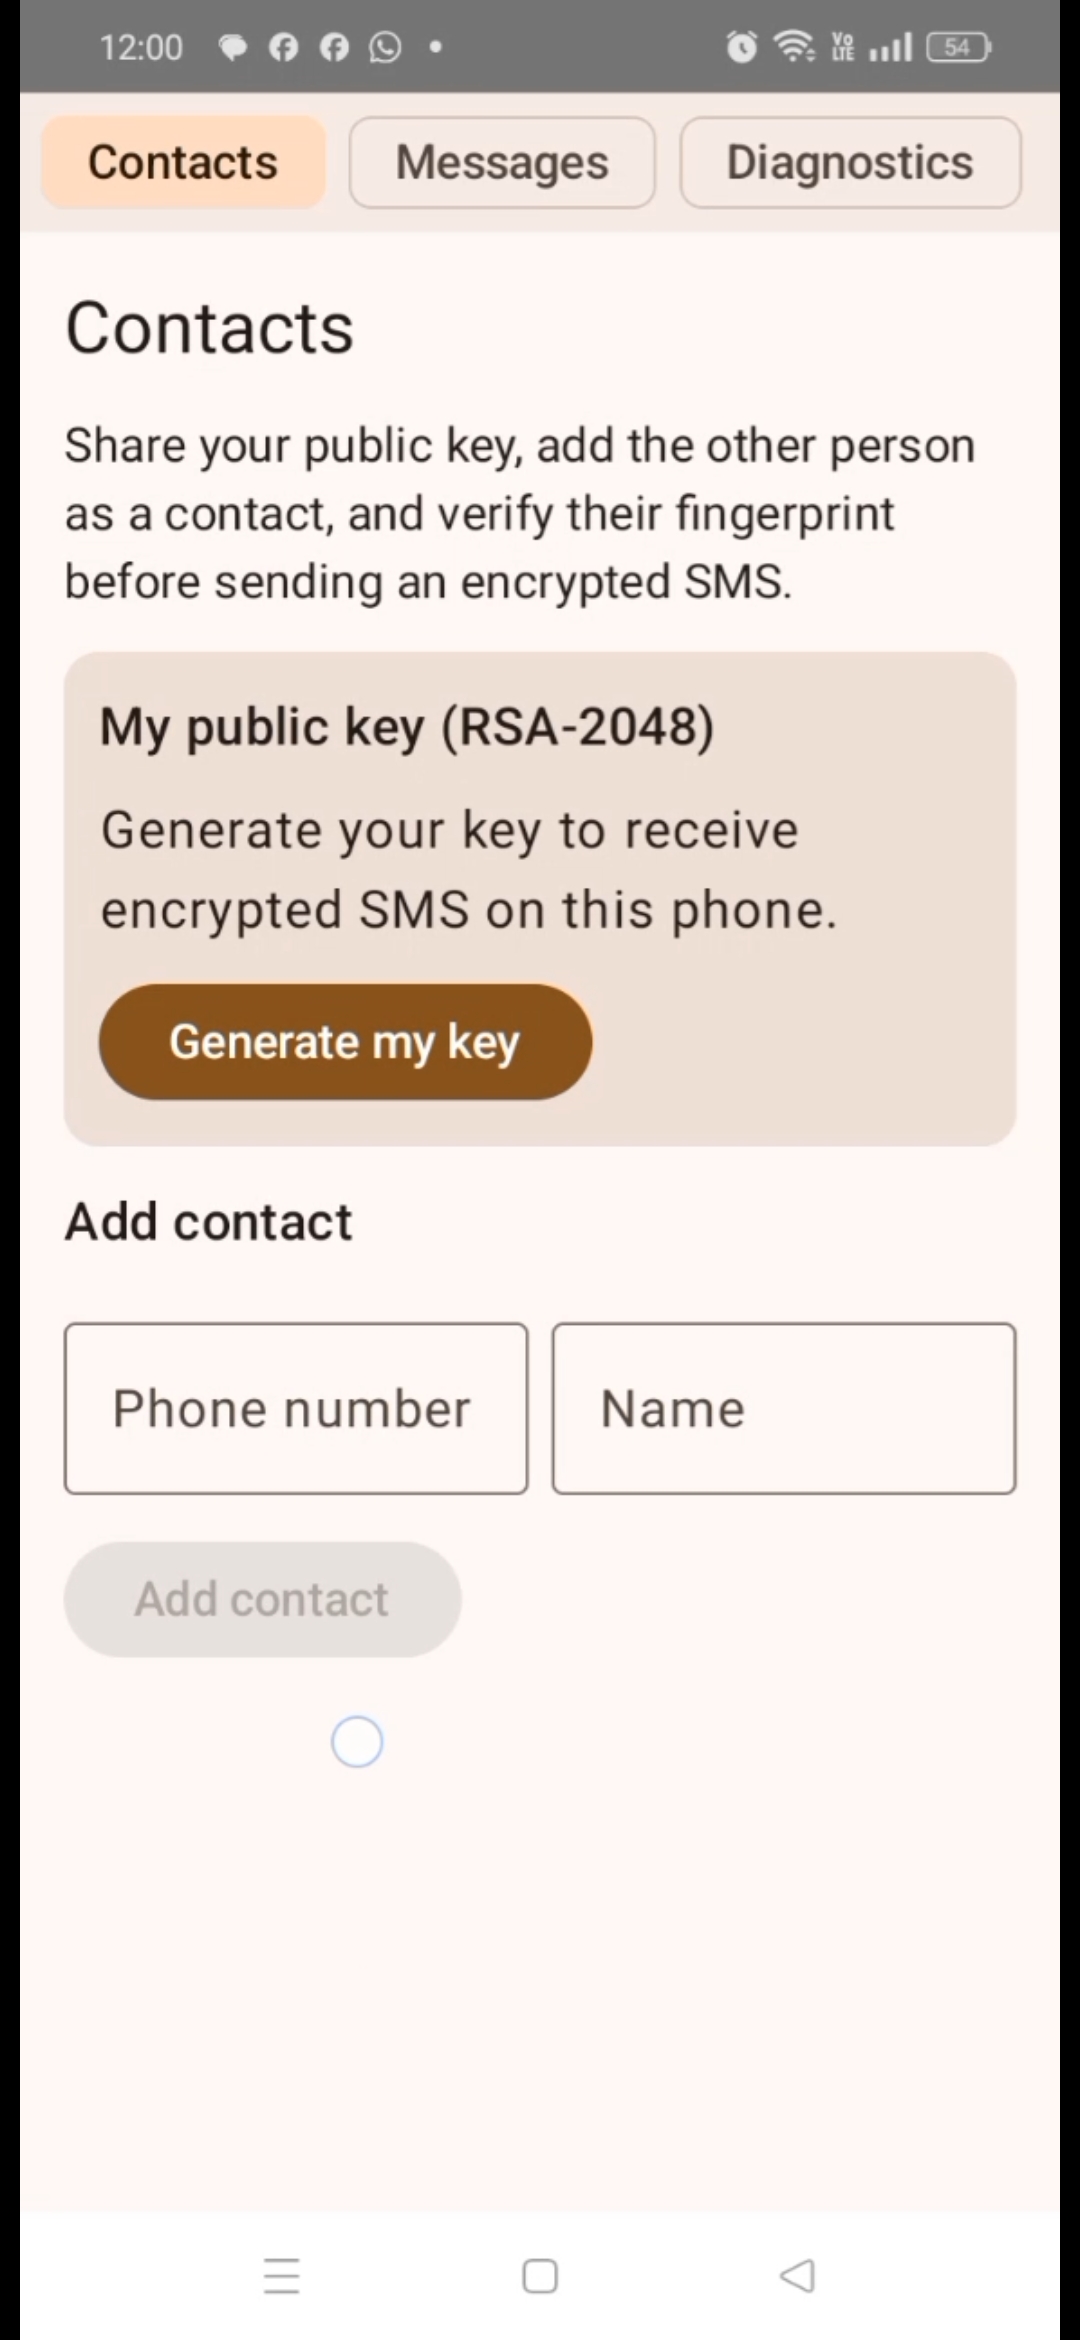 12:00
Vo LTE
54
Contacts Messages Diagnostics
Contacts
Share your public key, add the other person
as a contact, and verify their fingerprint
before sending an encrypted SMS.
My public key (RSA-2048)
Generate your key to receive
encrypted SMS on this phone.
Generate my key
Add contact
Phone number Name
Add contact